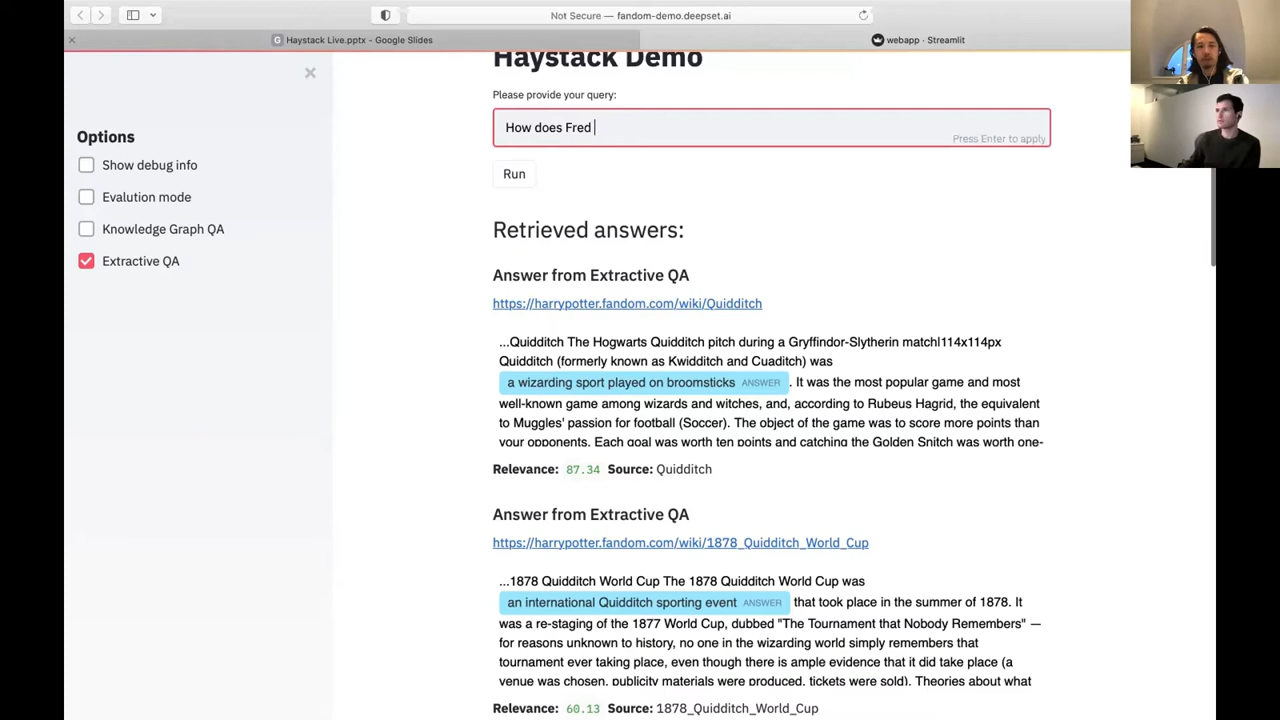 Not Secure — fandom-demo.deepset.ai
Haystack Live.pptx - Google Slides
webapp · Streamlit
Haystack Demo
Please provide your query:
How does Fred
Press Enter to apply
Run
Options
Show debug info
Evalution mode
Knowledge Graph QA
Extractive QA
Retrieved answers:
Answer from Extractive QA
https://harrypotter.fandom.com/wiki/Quidditch
...Quidditch The Hogwarts Quidditch pitch during a Gryffindor-Slytherin match|114x114px
Quidditch (formerly known as Kwidditch and Cuaditch) was
a wizarding sport played on broomsticks ANSWER . It was the most popular game and most
well-known game among wizards and witches, and, according to Rubeus Hagrid, the equivalent
to Muggles' passion for football (Soccer). The object of the game was to score more points than
your opponents. Each goal was worth ten points and catching the Golden Snitch was worth one-
Relevance: 87.34 Source: Quidditch
Answer from Extractive QA
https://harrypotter.fandom.com/wiki/1878_Quidditch_World_Cup
...1878 Quidditch World Cup The 1878 Quidditch World Cup was
an international Quidditch sporting event ANSWER that took place in the summer of 1878. It
was a re-staging of the 1877 World Cup, dubbed "The Tournament that Nobody Remembers" —
for reasons unknown to history, no one in the wizarding world simply remembers that
tournament ever taking place, even though there is ample evidence that it did take place (a
venue was chosen, publicity materials were produced, tickets were sold). Theories about what
Relevance: 60.13 Source: 1878_Quidditch_World_Cup